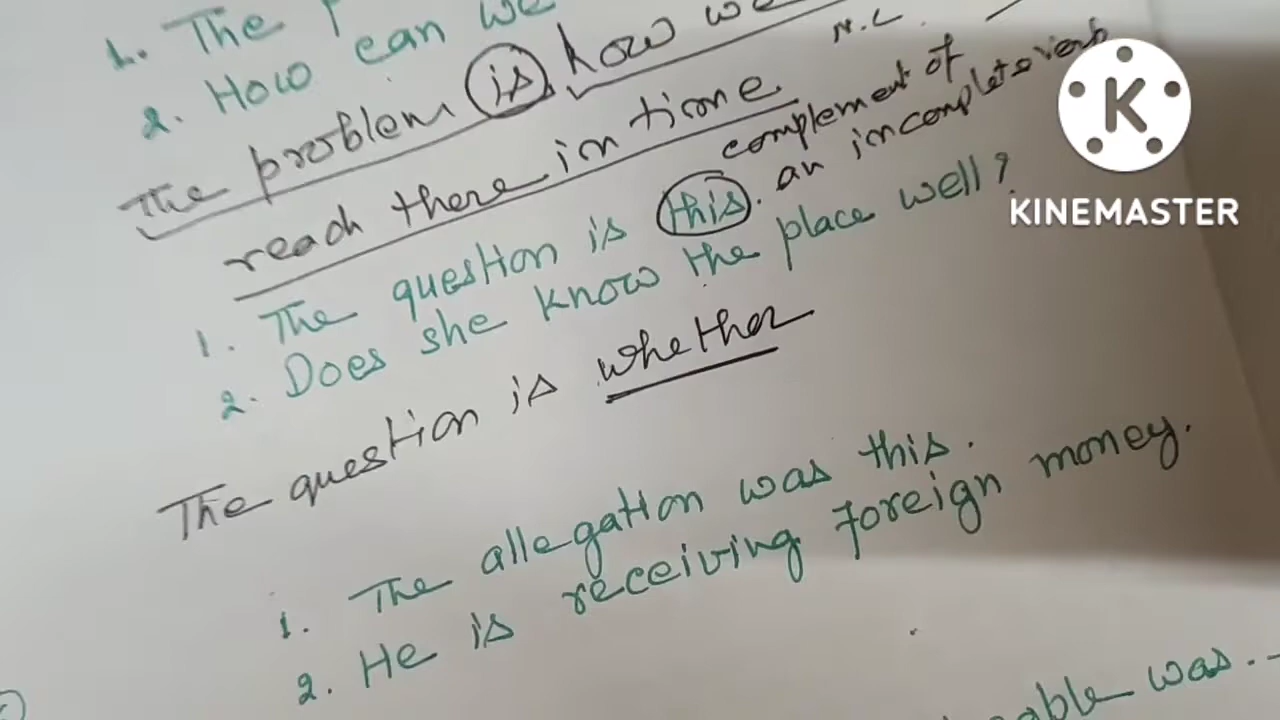 1. The
2. How can we
The problem is how we
reach there in time
N.C
complement of
an incomplete verb
1. The question is this.
2. Does she know the place well?
The question is whether
1. The allegation was this.
2. He is receiving foreign money.
was.
K
KINEMASTER